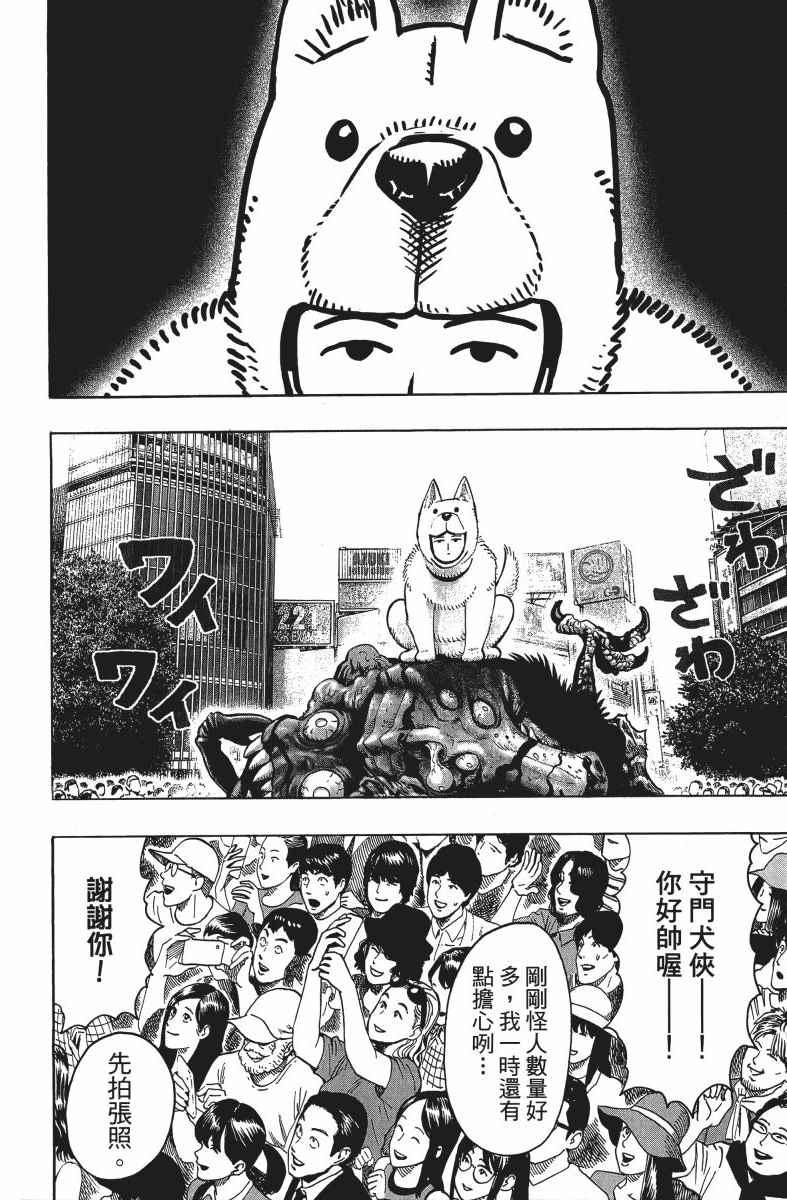 ざわ
ざわ
ワイ
ワイ
AZUKI
221
守門犬俠——！
你好帥喔——！
剛剛怪人數量好
多，我一時還有
點擔心咧…
謝謝你！
先拍張照。